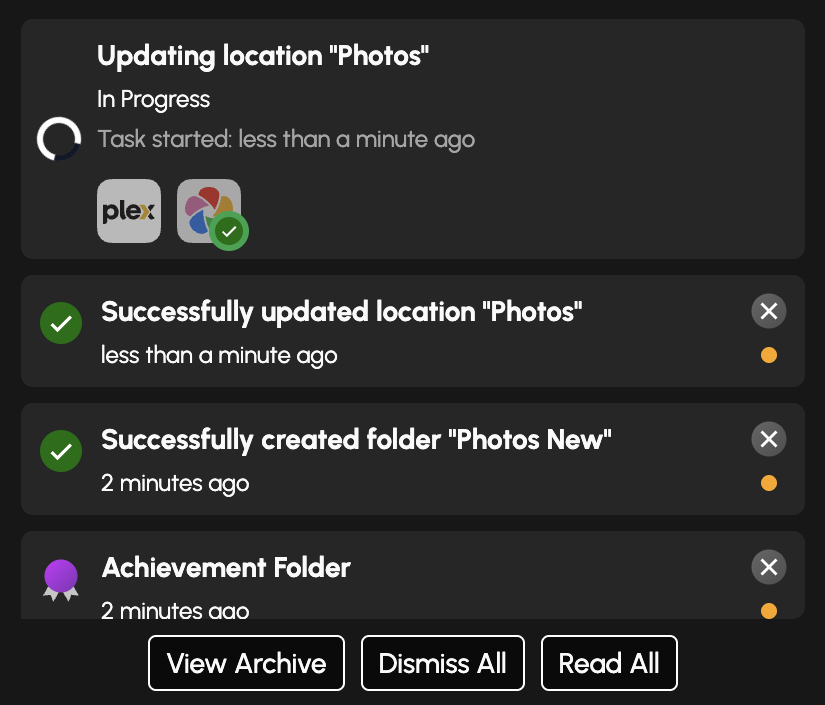 Updating location "Photos"
In Progress
Task started: less than a minute ago
plex
Successfully updated location "Photos"
less than a minute ago
Successfully created folder "Photos New"
2 minutes ago
Achievement Folder
2 minutes ago
View Archive
Dismiss All
Read All